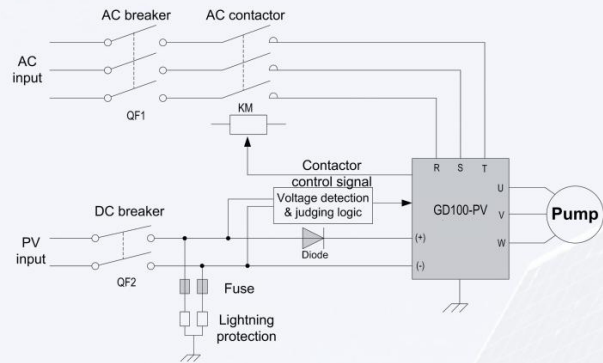 AC breaker
AC contactor
AC
input
QF1
KM
R S T
Contactor
control signal
Voltage detection
& judging logic
GD100-PV
U
V
W
Pump
DC breaker
PV
input
QF2
Diode
(+)
(-)
Fuse
Lightning
protection